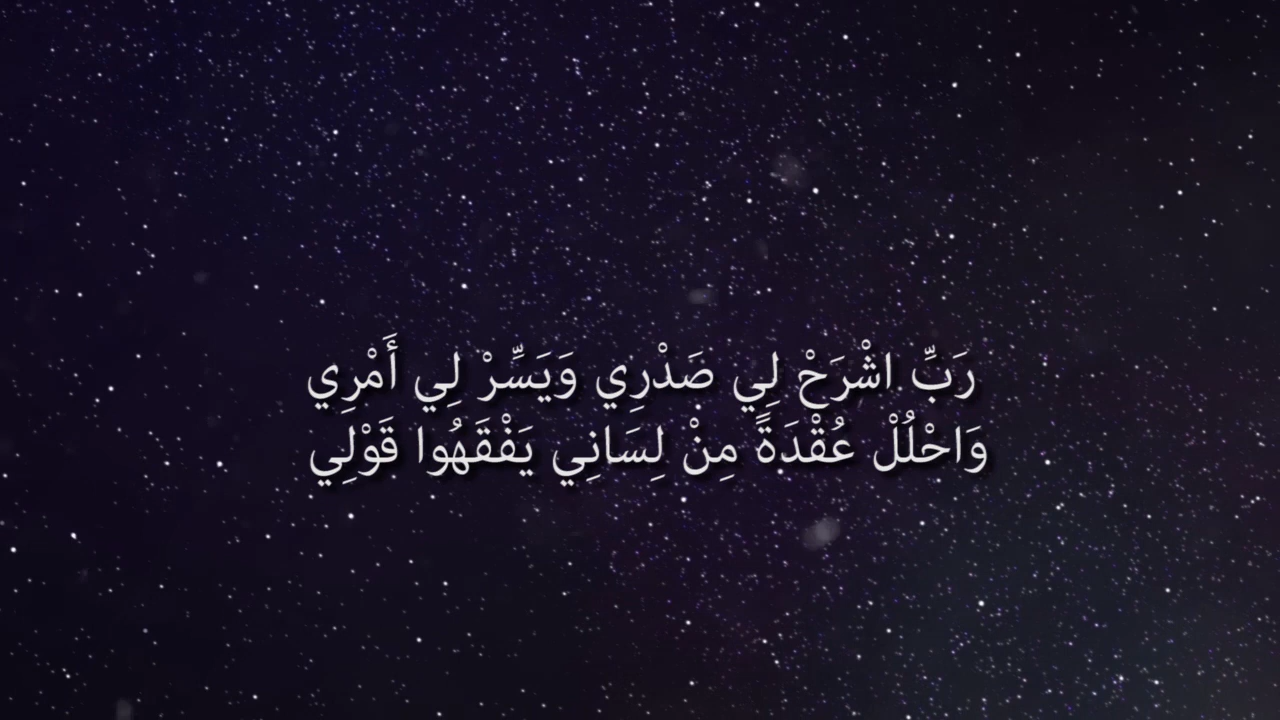 رَبِّ اشْرَحْ لِي صَدْرِي وَيَسِّرْ لِي أَمْرِي
وَاحْلُلْ عُقْدَةً مِنْ لِسَانِي يَفْقَهُوا قَوْلِي